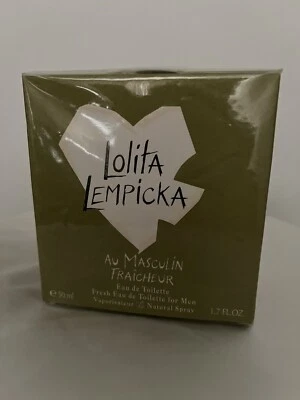 LOLITA
LEMPICKA
AU MASCULIN
FRAÎCHEUR
Eau de Toilette
Fresh Eau de Toilette for Men
Vaporisateur Natural Spray
50 ml 1.7 FL.OZ